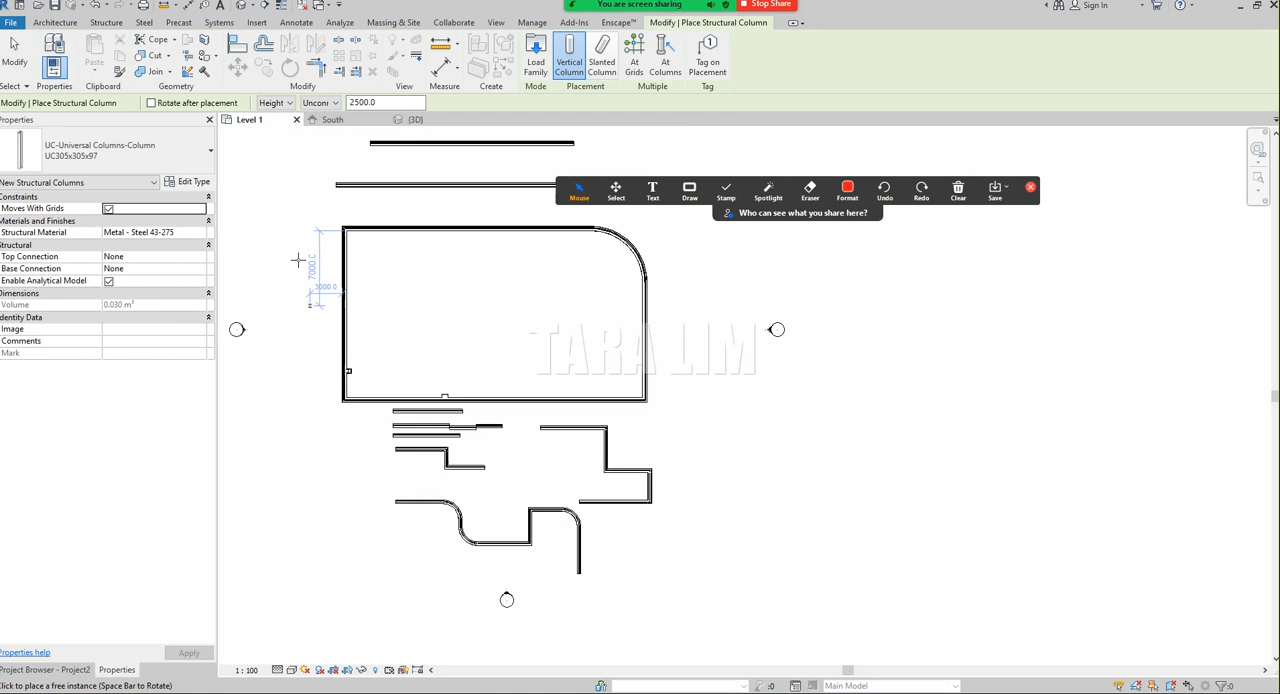 You are screen sharing
Stop Share
Sign In
File
Architecture
Structure
Steel
Precast
Systems
Insert
Annotate
Analyze
Massing & Site
Collaborate
View
Manage
Add-Ins
Enscape™
Modify | Place Structural Column
Modify
Properties
Paste
Cope
Cut
Join
Load
Family
Vertical
Column
Slanted
Column
At
Grids
At
Columns
Tag on
Placement
Select
Properties
Clipboard
Geometry
Modify
View
Measure
Create
Mode
Placement
Multiple
Tag
Modify | Place Structural Column
Rotate after placement
Height
Uncon
2500.0
Properties
Level 1
South
(3D)
UC-Universal Columns-Column
UC305x305x97
New Structural Columns
Edit Type
Constraints
Moves With Grids
Materials and Finishes
Structural Material
Metal - Steel 43-275
Structural
Top Connection
None
Base Connection
None
Enable Analytical Model
Dimensions
Volume
0.030 m³
Identity Data
Image
Comments
Mark
Mouse
Select
Text
Draw
Stamp
Spotlight
Eraser
Format
Undo
Redo
Clear
Save
Who can see what you share here?
7000.0
3000.0
TARA LIM
Properties help
Apply
Project Browser - Project2
Properties
1 : 100
Click to place a free instance (Space Bar to Rotate)
:0
Main Model
:0